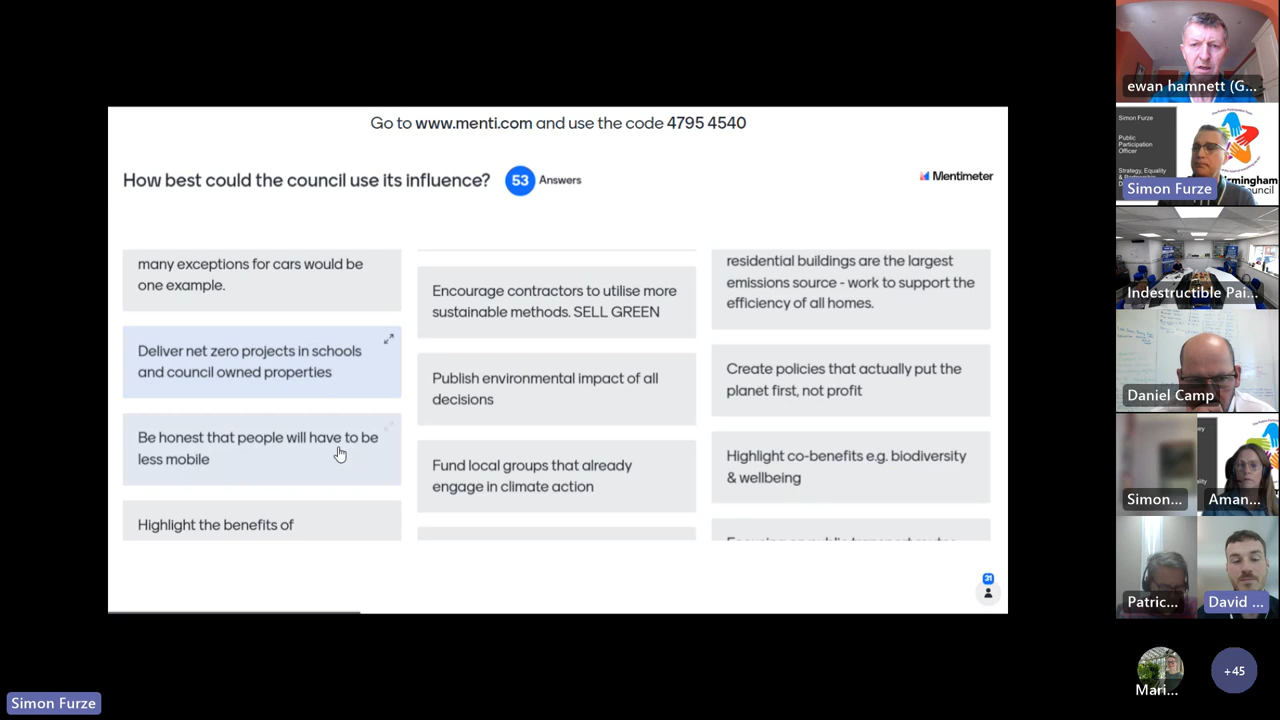 Go to www.menti.com and use the code 4795 4540
How best could the council use its influence?
53
Answers
Mentimeter
many exceptions for cars would be
one example.
Deliver net zero projects in schools
and council owned properties
Be honest that people will have to be
less mobile
Highlight the benefits of
Encourage contractors to utilise more
sustainable methods. SELL GREEN
Publish environmental impact of all
decisions
Fund local groups that already
engage in climate action
residential buildings are the largest
emissions source - work to support the
efficiency of all homes.
Create policies that actually put the
planet first, not profit
Highlight co-benefits e.g. biodiversity
& wellbeing
31
ewan hamnett (G...
Simon Furze
Public
Participation
Officer
Strategy, Equality
Simon Furze
Indestructible Pai...
Daniel Camp
Simon...
Aman...
Patric...
David ...
Mari...
+45
Simon Furze